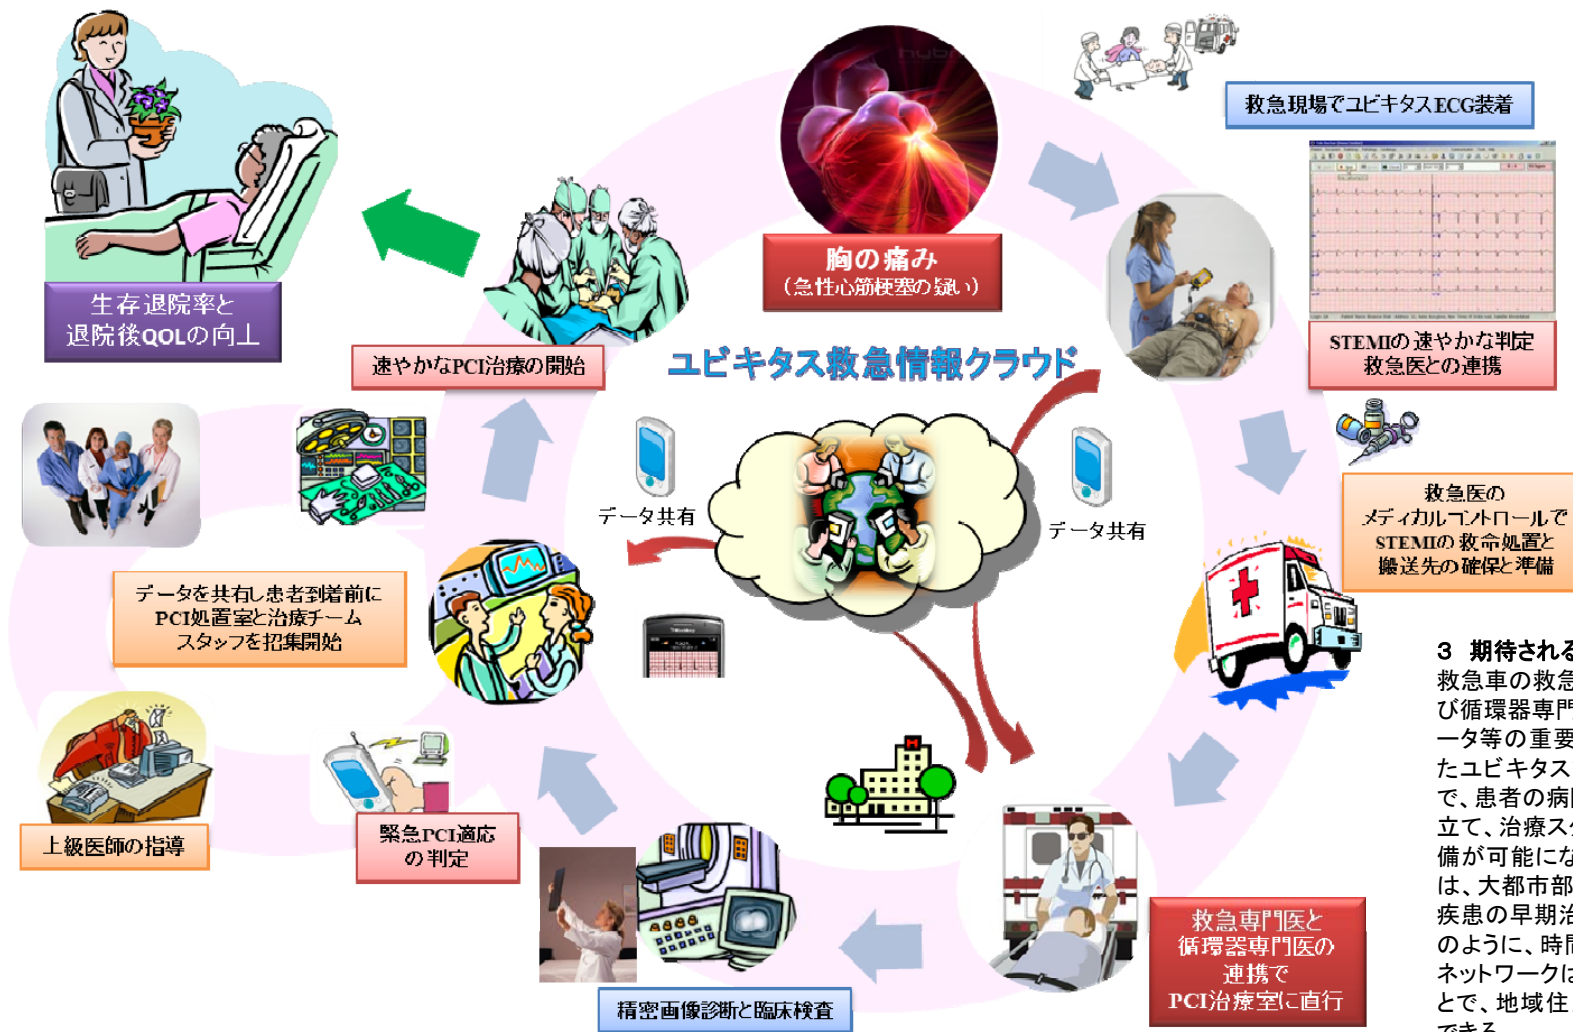 救急現場でユビキタスECG装着
胸の痛み
（急性心筋梗塞の疑い）
STEMIの速やかな判定
救急医との連携
生存退院率と
退院後QOLの向上
速やかなPCI治療の開始
ユビキタス救急情報クラウド
データ共有
データ共有
救急医の
メディカルコントロールで
STEMIの救命処置と
搬送先の確保と準備
データを共有し患者到着前に
PCI処置室と治療チーム
スタッフを招集開始
上級医師の指導
緊急PCI適応
の判定
H
救急専門医と
循環器専門医の
連携で
PCI治療室に直行
精密画像診断と臨床検査
３ 期待される
救急車の救急
び循環器専門
ータ等の重要
たユビキタス
で、患者の病
立て、治療スタ
備が可能にな
は、大都市部
疾患の早期治
のように、時間
ネットワークは
とで、地域住
できる